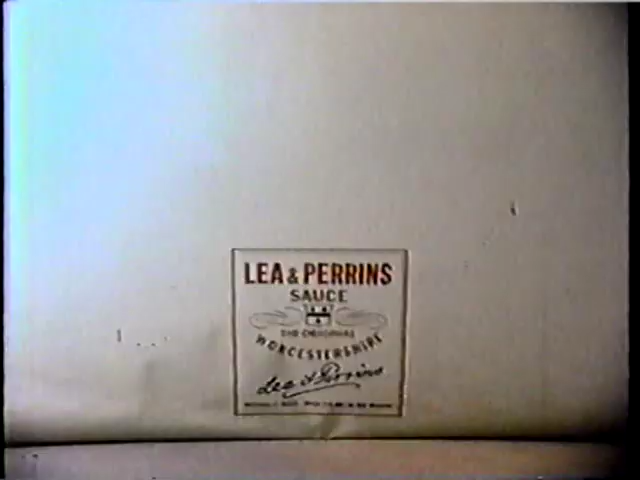 LEA & PERRINS
SAUCE
THE ORIGINAL
WORCESTERSHIRE
Lea & Perrins